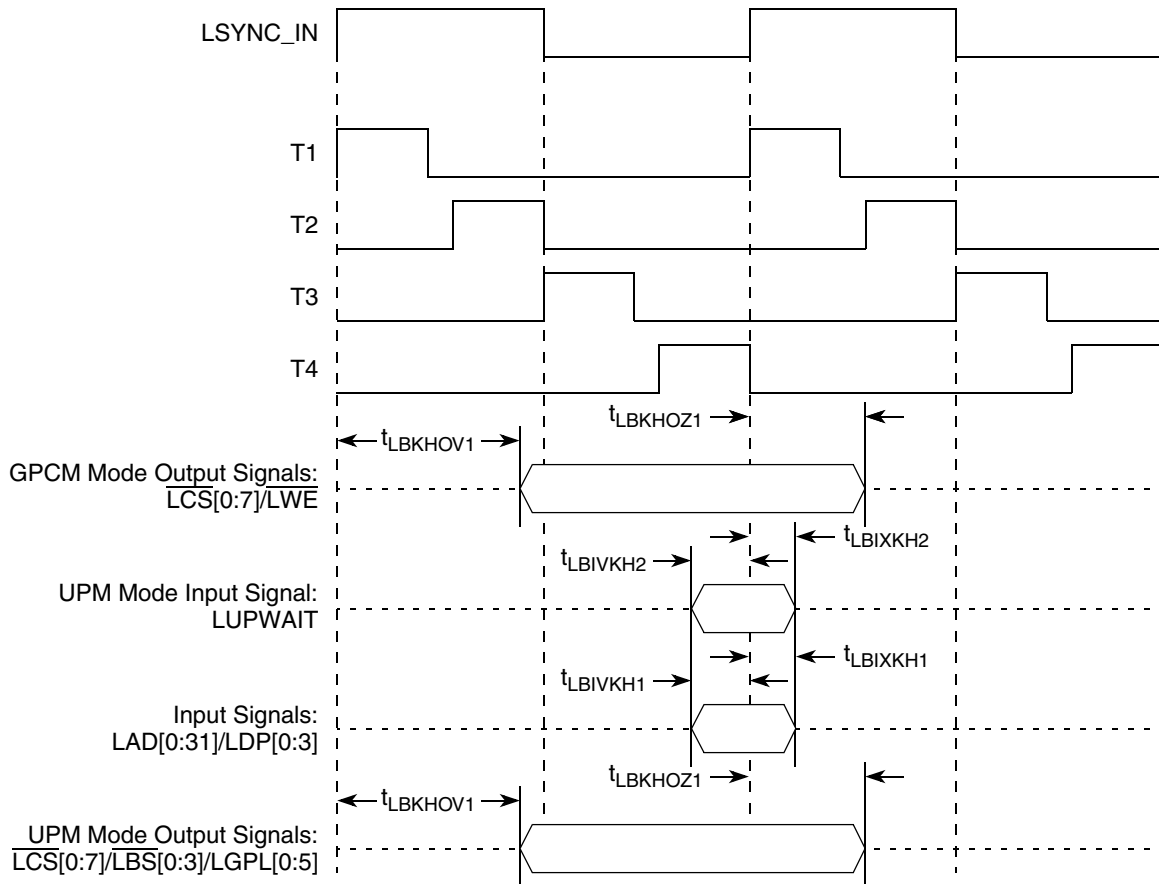 LSYNC_IN
T1
T2
T3
T4
tLBKHOZ1
tLBKHOV1
GPCM Mode Output Signals:
LCS[0:7]/LWE
tLBIXKH2
tLBIVKH2
UPM Mode Input Signal:
LUPWAIT
tLBIXKH1
tLBIVKH1
Input Signals:
LAD[0:31]/LDP[0:3]
tLBKHOZ1
tLBKHOV1
UPM Mode Output Signals:
LCS[0:7]/LBS[0:3]/LGPL[0:5]